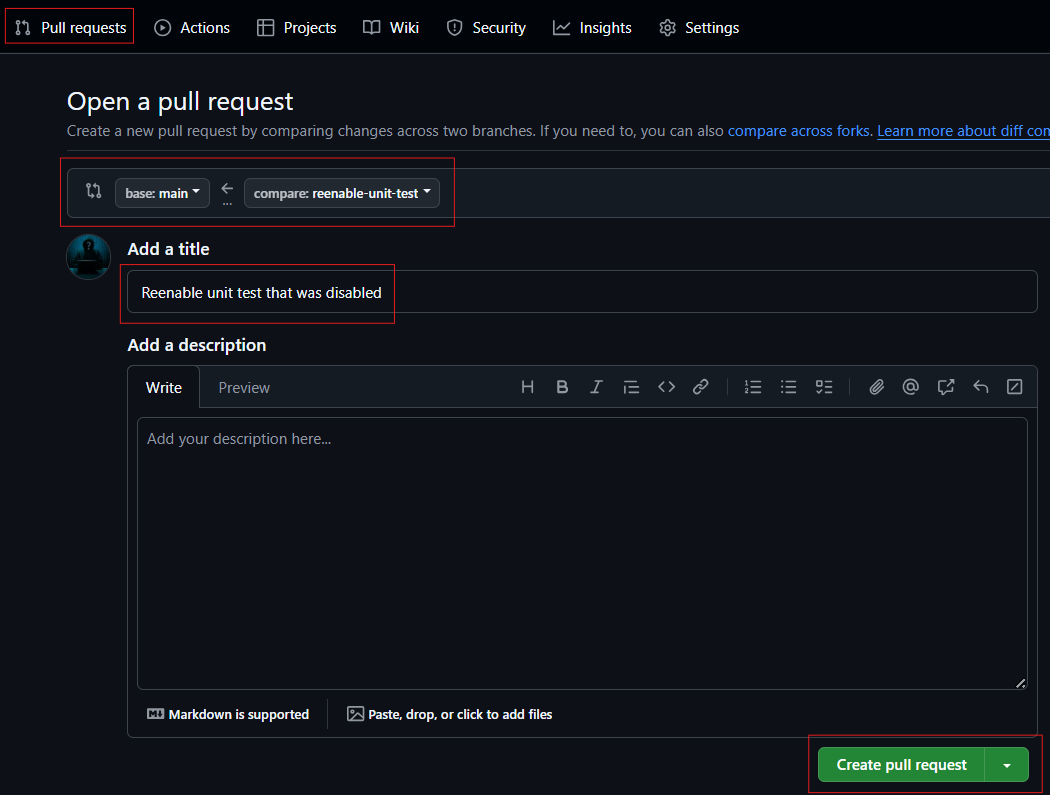 Pull requests Actions Projects Wiki Security Insights Settings
Open a pull request
Create a new pull request by comparing changes across two branches. If you need to, you can also compare across forks. Learn more about diff com
base: main compare: reenable-unit-test
...
Add a title
Reenable unit test that was disabled
Add a description
Write Preview
Add your description here...
Markdown is supported Paste, drop, or click to add files
Create pull request